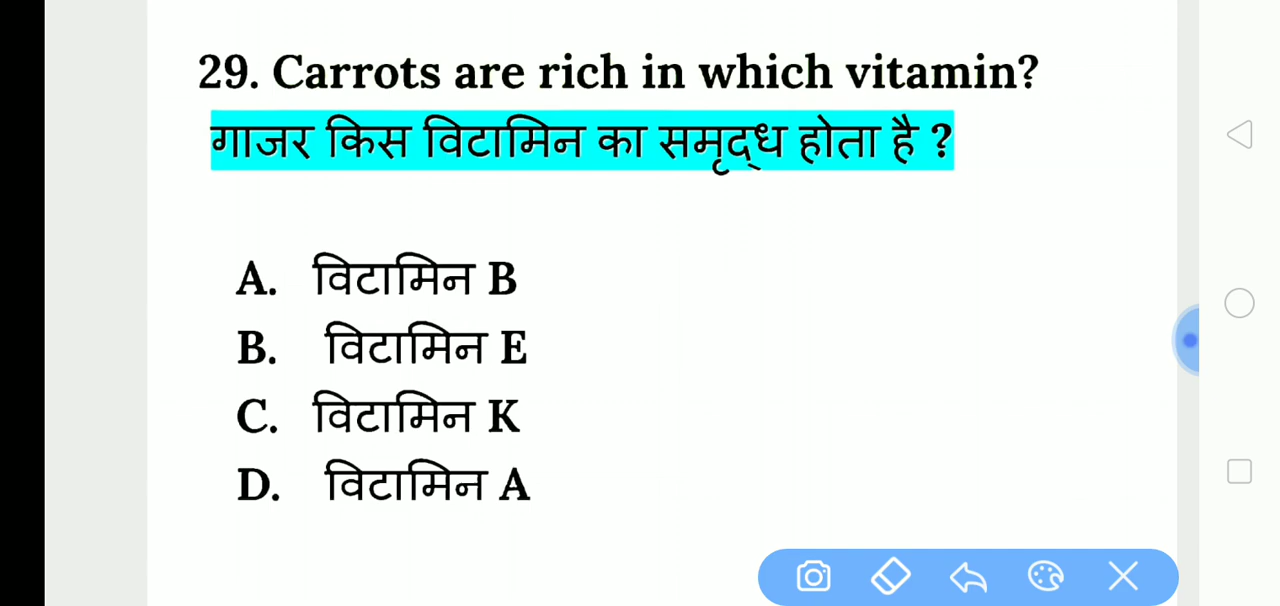 29. Carrots are rich in which vitamin?
गाजर किस विटामिन का समृद्ध होता है ?
A. विटामिन B
B. विटामिन E
C. विटामिन K
D. विटामिन A